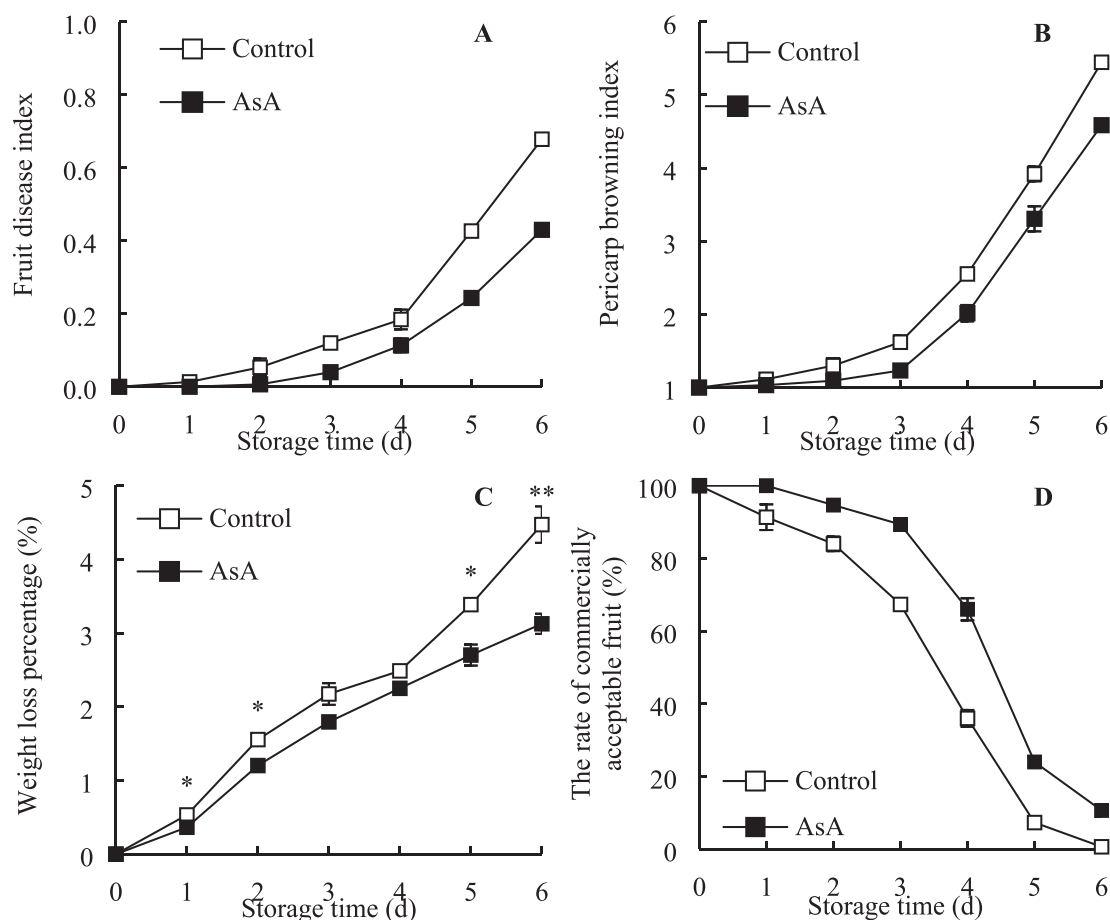 A
Control
AsA
Fruit disease index
1.0
0.8
0.6
0.4
0.2
0.0
0 1 2 3 4 5 6
Storage time (d)
B
Control
AsA
Pericarp browning index
6
5
4
3
2
1
0 1 2 3 4 5 6
Storage time (d)
C
Control
AsA
Weight loss percentage (%)
5
4
3
2
1
0
*
*
*
**
0 1 2 3 4 5 6
Storage time (d)
D
The rate of commercially
acceptable fruit (%)
100
80
60
40
20
0
Control
AsA
0 1 2 3 4 5 6
Storage time (d)